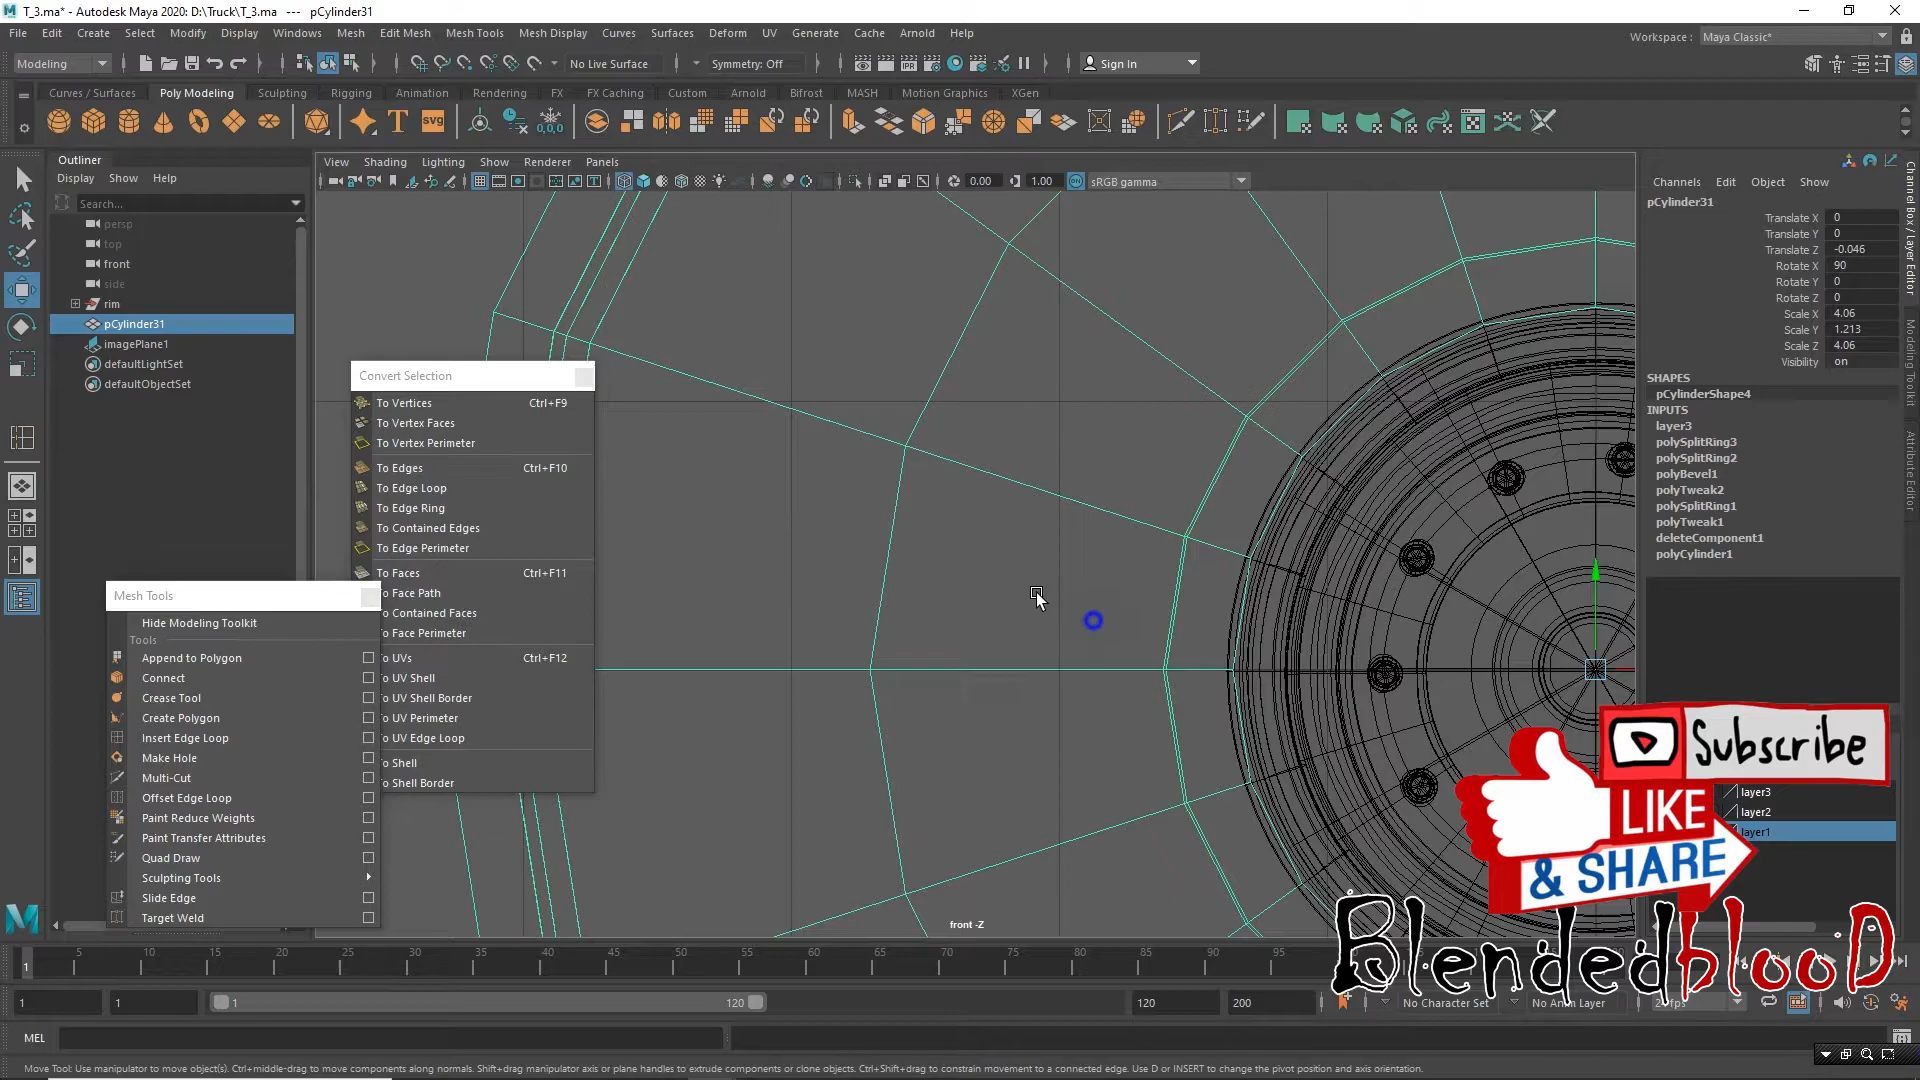 T_3.ma* - Autodesk Maya 2020: D:\Truck\T_3.ma --- pCylinder31
File Edit Create Select Modify Display Windows Mesh Edit Mesh Mesh Tools Mesh Display Curves Surfaces Deform UV Generate Cache Arnold Help
Workspace : Maya Classic*
Modeling No Live Surface Symmetry: Off Sign In
Curves / Surfaces Poly Modeling Sculpting Rigging Animation Rendering FX FX Caching Custom Arnold Bifrost MASH Motion Graphics XGen
T svg 0,0,0
Outliner
Display Show Help
Search...
persp
top
front
side
rim
pCylinder31
imagePlane1
defaultLightSet
defaultObjectSet
View Shading Lighting Show Renderer Panels
0.00 1.00 sRGB gamma
Convert Selection
To Vertices Ctrl+F9
To Vertex Faces
To Vertex Perimeter
To Edges Ctrl+F10
To Edge Loop
To Edge Ring
To Contained Edges
To Edge Perimeter
To Faces Ctrl+F11
o Face Path
o Contained Faces
o Face Perimeter
o UVs Ctrl+F12
o UV Shell
o UV Shell Border
o UV Perimeter
o UV Edge Loop
o Shell
o Shell Border
Mesh Tools
Hide Modeling Toolkit
Tools
Append to Polygon
Connect
Crease Tool
Create Polygon
Insert Edge Loop
Make Hole
Multi-Cut
Offset Edge Loop
Paint Reduce Weights
Paint Transfer Attributes
Quad Draw
Sculpting Tools
Slide Edge
Target Weld
front -Z
Channels Edit Object Show
pCylinder31
Translate X 0
Translate Y 0
Translate Z -0.046
Rotate X 90
Rotate Y 0
Rotate Z 0
Scale X 4.06
Scale Y 1.213
Scale Z 4.06
Visibility on
SHAPES
pCylinderShape4
INPUTS
layer3
polySplitRing3
polySplitRing2
polyBevel1
polyTweak2
polySplitRing1
polyTweak1
deleteComponent1
polyCylinder1
Channel Box / Layer Editor
Modeling Toolkit
Attribute Editor
Subscribe
LIKE
& SHARE
layer3
layer2
layer1
BlendedblooD
5 10 15 20 25 30 35 40 45 50 55 60 65 70 75 80 85 90 95
1
1 1 1 120 120 200 No Character Set No Anim Layer
MEL
Move Tool: Use manipulator to move object(s). Ctrl+middle-drag to move components along normals. Shift+drag manipulator axis or plane handles to extrude components or clone objects. Ctrl+Shift+drag to constrain movement to a connected edge. Use D or INSERT to change the pivot position and axis orientation.